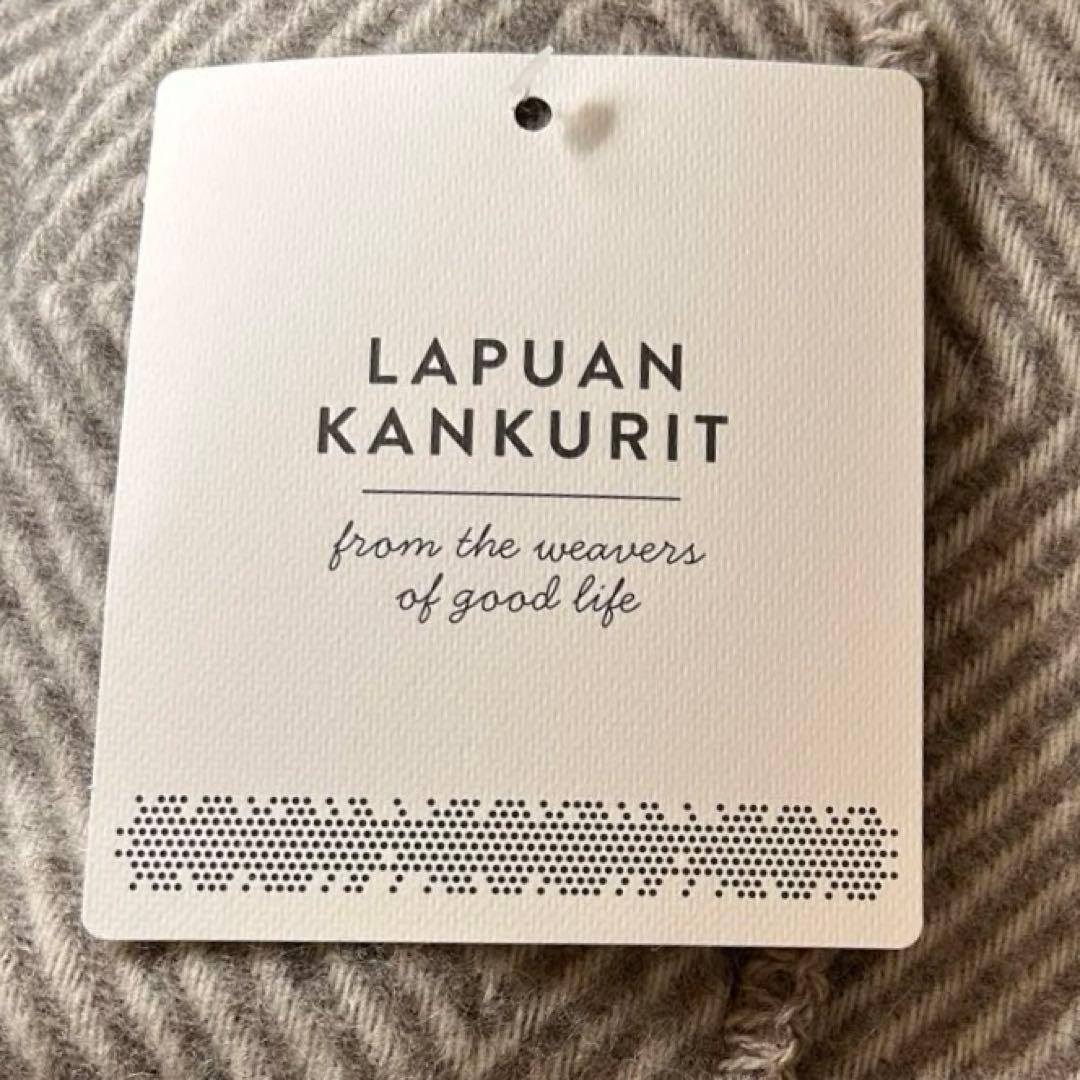 LAPUAN
KANKURIT
from the weavers
of good life